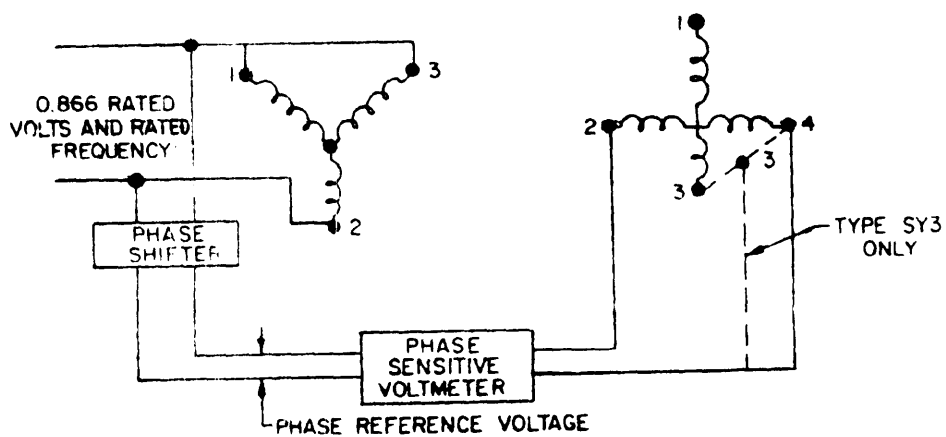 1
3
2
0.866 RATED
VOLTS AND RATED
FREQUENCY
PHASE
SHIFTER
1
2
4
3
3
TYPE SY3
ONLY
PHASE
SENSITIVE
VOLTMETER
PHASE REFERENCE VOLTAGE